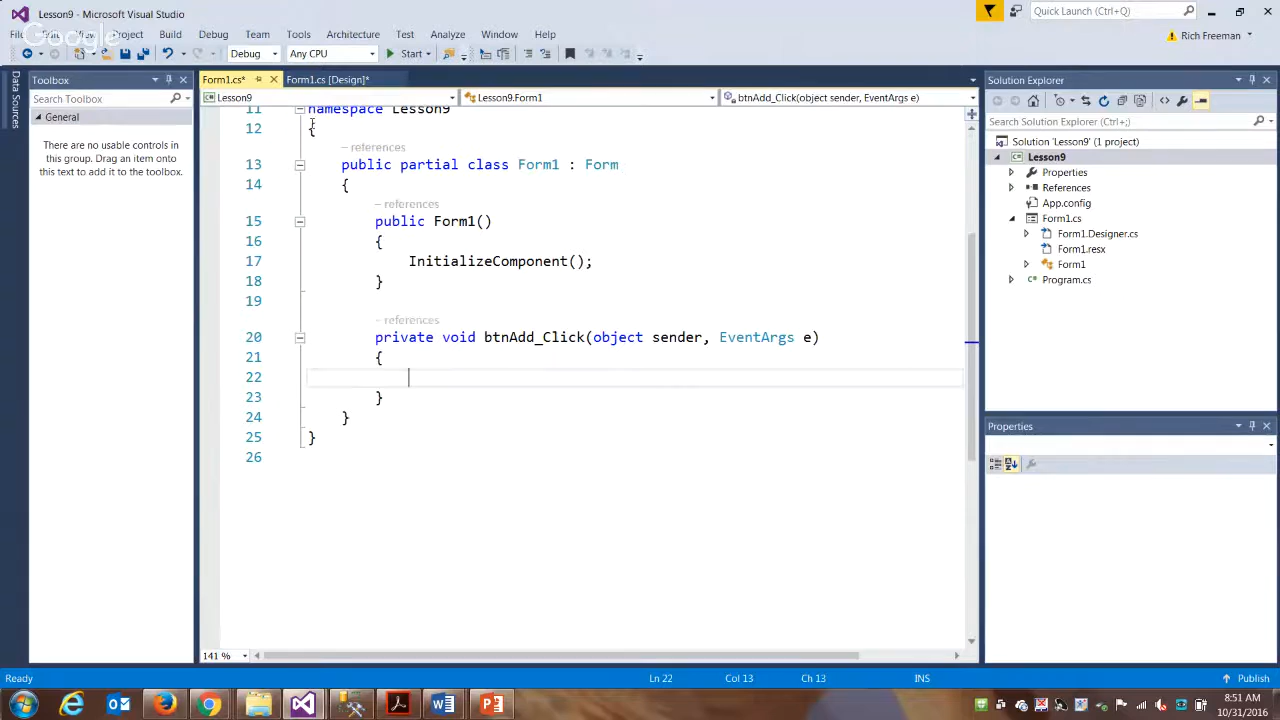 Lesson9 - Microsoft Visual Studio
Quick Launch (Ctrl+Q)
Google
Project Build Debug Team Tools Architecture Test Analyze Window Help
Rich Freeman
Debug Any CPU Start
Data Sources
Toolbox
Search Toolbox
General
There are no usable controls in
this group. Drag an item onto
this text to add it to the toolbox.
Form1.cs* Form1.cs [Design]*
Lesson9 Lesson9.Form1 btnAdd_Click(object sender, EventArgs e)
11 namespace Lesson9
12 {
– references
13 public partial class Form1 : Form
14 {
– references
15 public Form1()
16 {
17 InitializeComponent();
18 }
19
– references
20 private void btnAdd_Click(object sender, EventArgs e)
21 {
22
23 }
24 }
25 }
26
141 %
Solution Explorer
Search Solution Explorer (Ctrl+;)
Solution 'Lesson9' (1 project)
Lesson9
Properties
References
App.config
Form1.cs
Form1.Designer.cs
Form1.resx
Form1
Program.cs
Properties
Ready Ln 22 Col 13 Ch 13 INS Publish
8:51 AM
10/31/2016